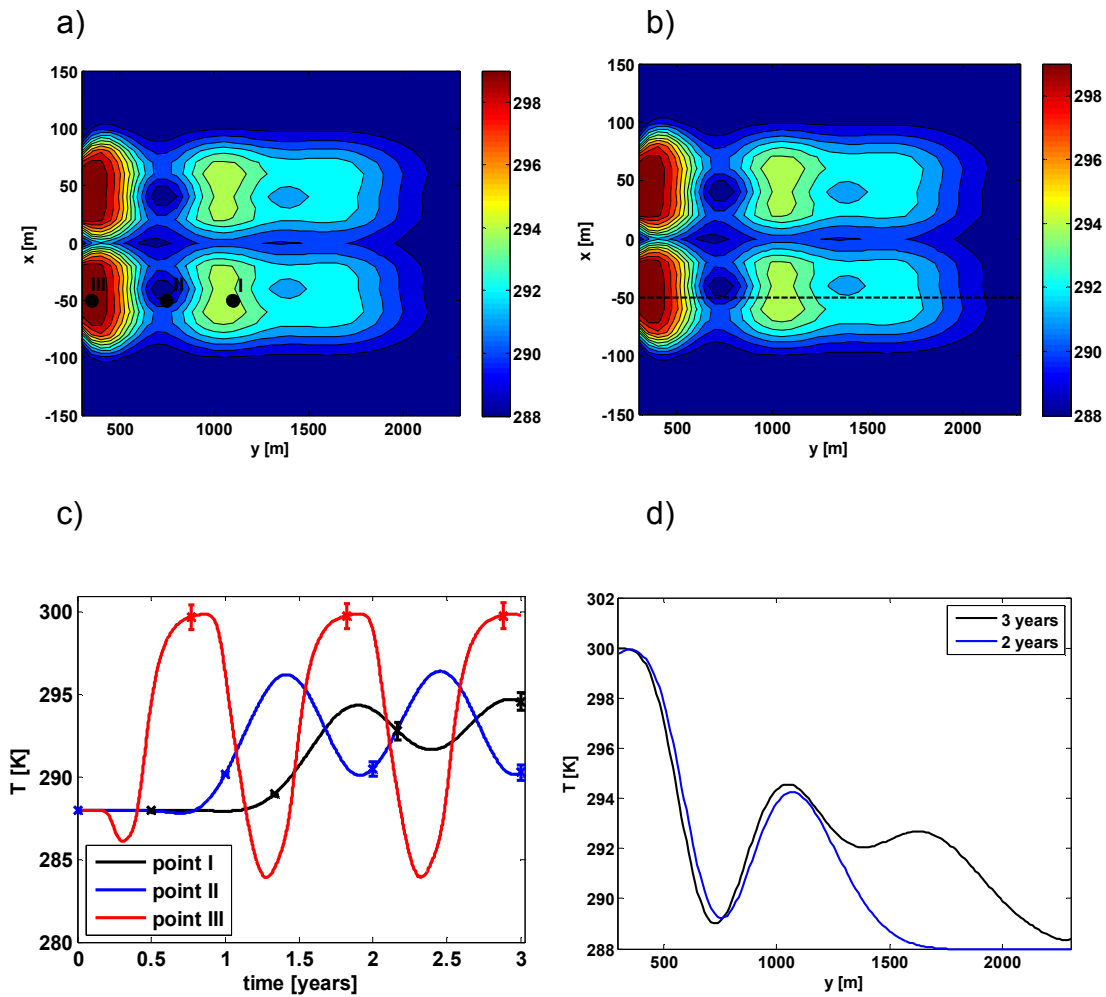 a)
b)
150
100
50
0
-50
-100
-150
x [m]
500
1000
1500
2000
y [m]
III
II
I
298
296
294
292
290
288
150
100
50
0
-50
-100
-150
x [m]
500
1000
1500
2000
y [m]
298
296
294
292
290
288
c)
d)
300
295
290
285
280
T [K]
0
0.5
1
1.5
2
2.5
3
time [years]
point I
point II
point III
302
300
298
296
294
292
290
288
T [K]
500
1000
1500
2000
y [m]
3 years
2 years